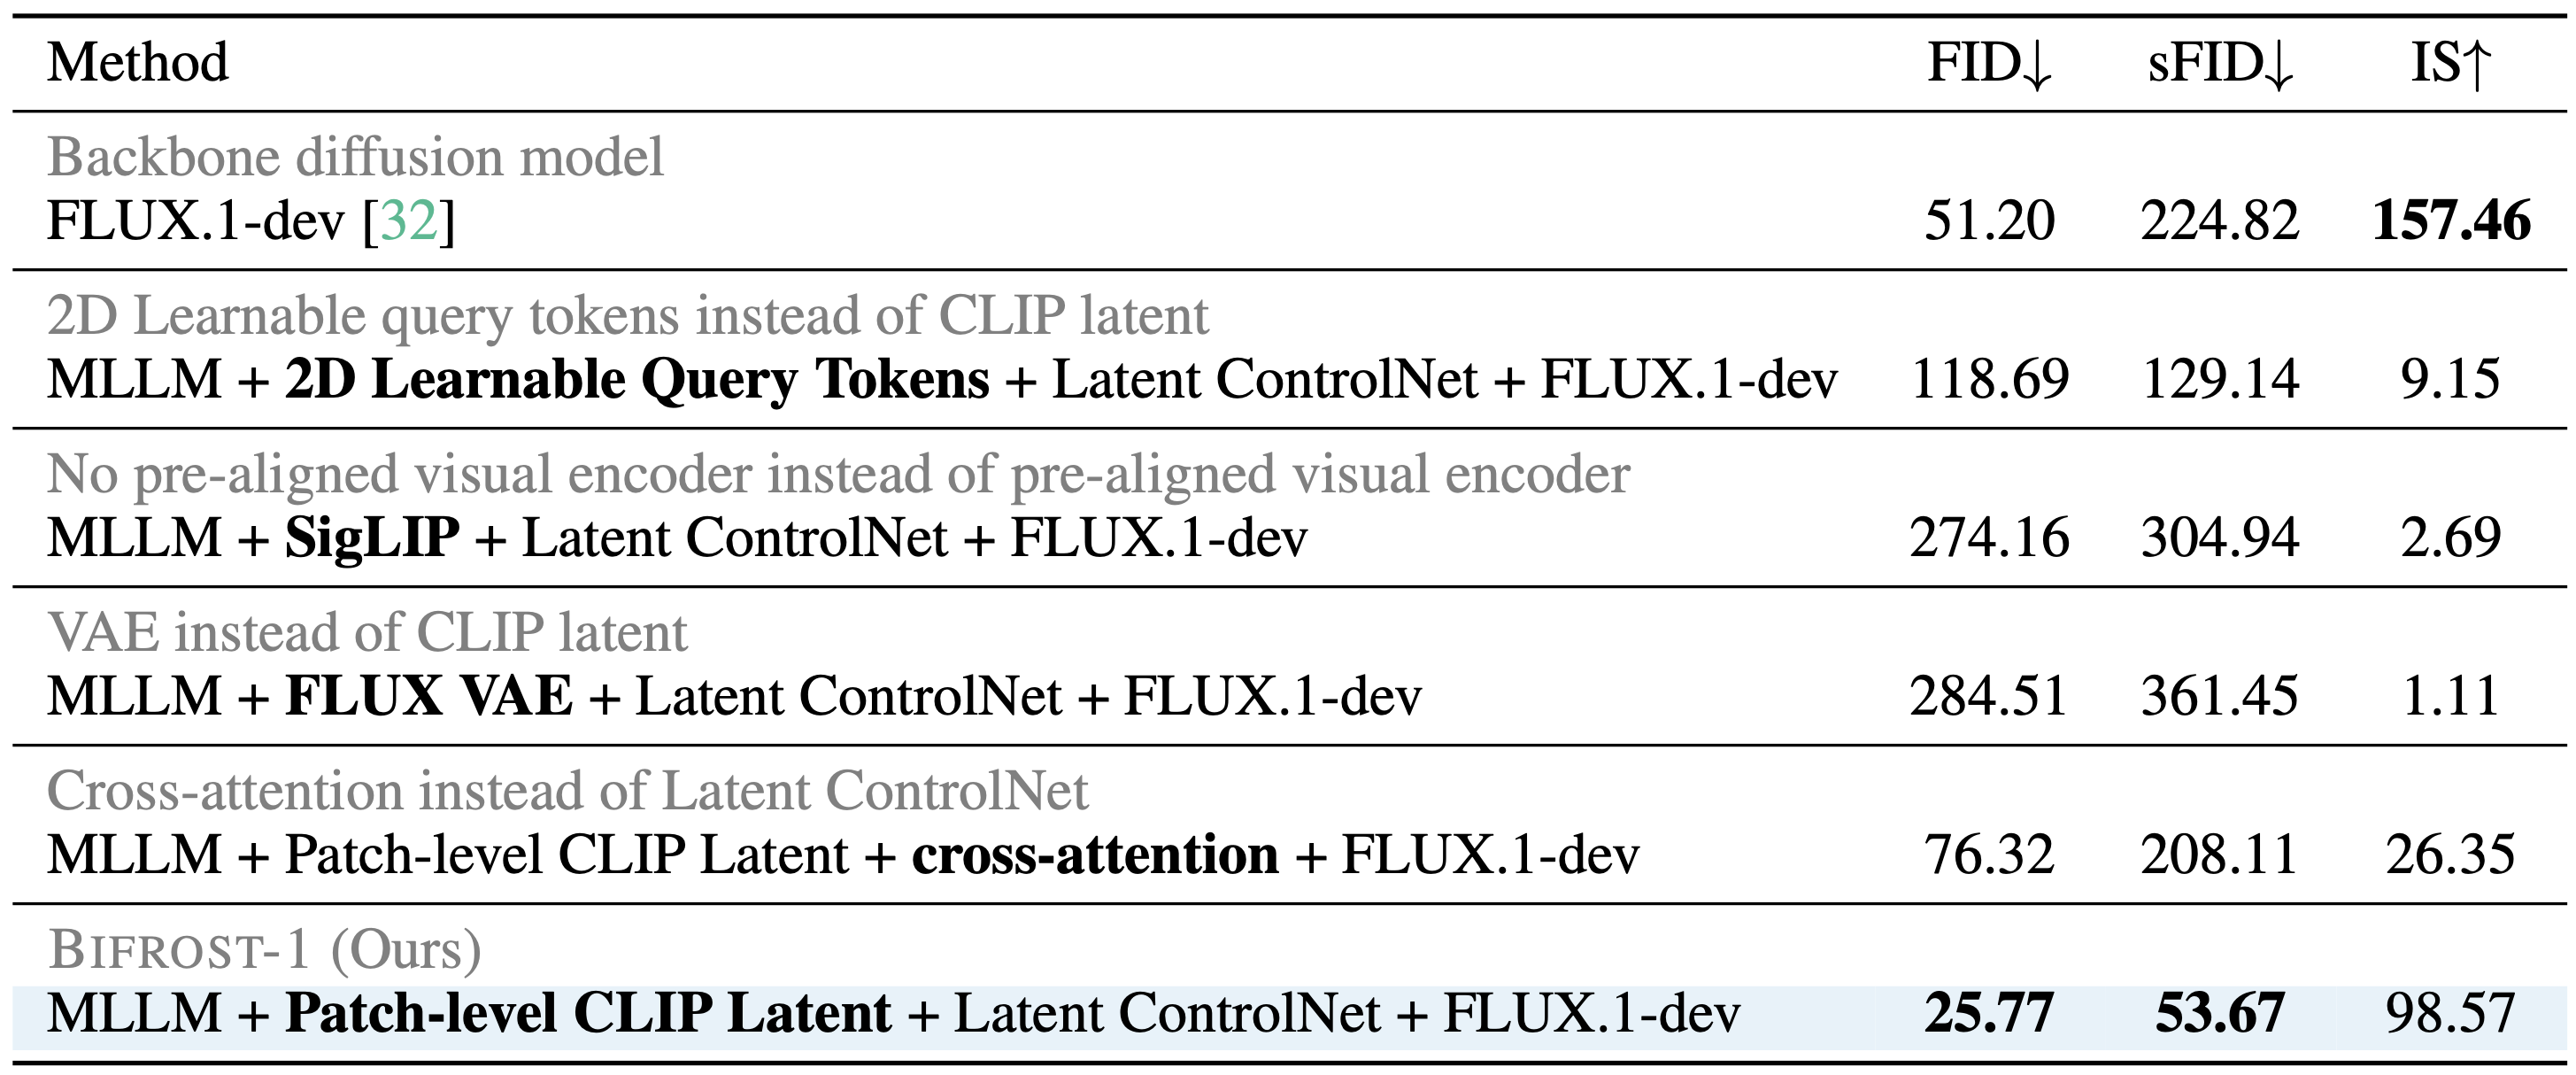 Method FID↓ sFID↓ IS↑
Backbone diffusion model
FLUX.1-dev [32] 51.20 224.82 157.46
2D Learnable query tokens instead of CLIP latent
MLLM + 2D Learnable Query Tokens + Latent ControlNet + FLUX.1-dev 118.69 129.14 9.15
No pre-aligned visual encoder instead of pre-aligned visual encoder
MLLM + SigLIP + Latent ControlNet + FLUX.1-dev 274.16 304.94 2.69
VAE instead of CLIP latent
MLLM + FLUX VAE + Latent ControlNet + FLUX.1-dev 284.51 361.45 1.11
Cross-attention instead of Latent ControlNet
MLLM + Patch-level CLIP Latent + cross-attention + FLUX.1-dev 76.32 208.11 26.35
BIFROST-1 (Ours)
MLLM + Patch-level CLIP Latent + Latent ControlNet + FLUX.1-dev 25.77 53.67 98.57